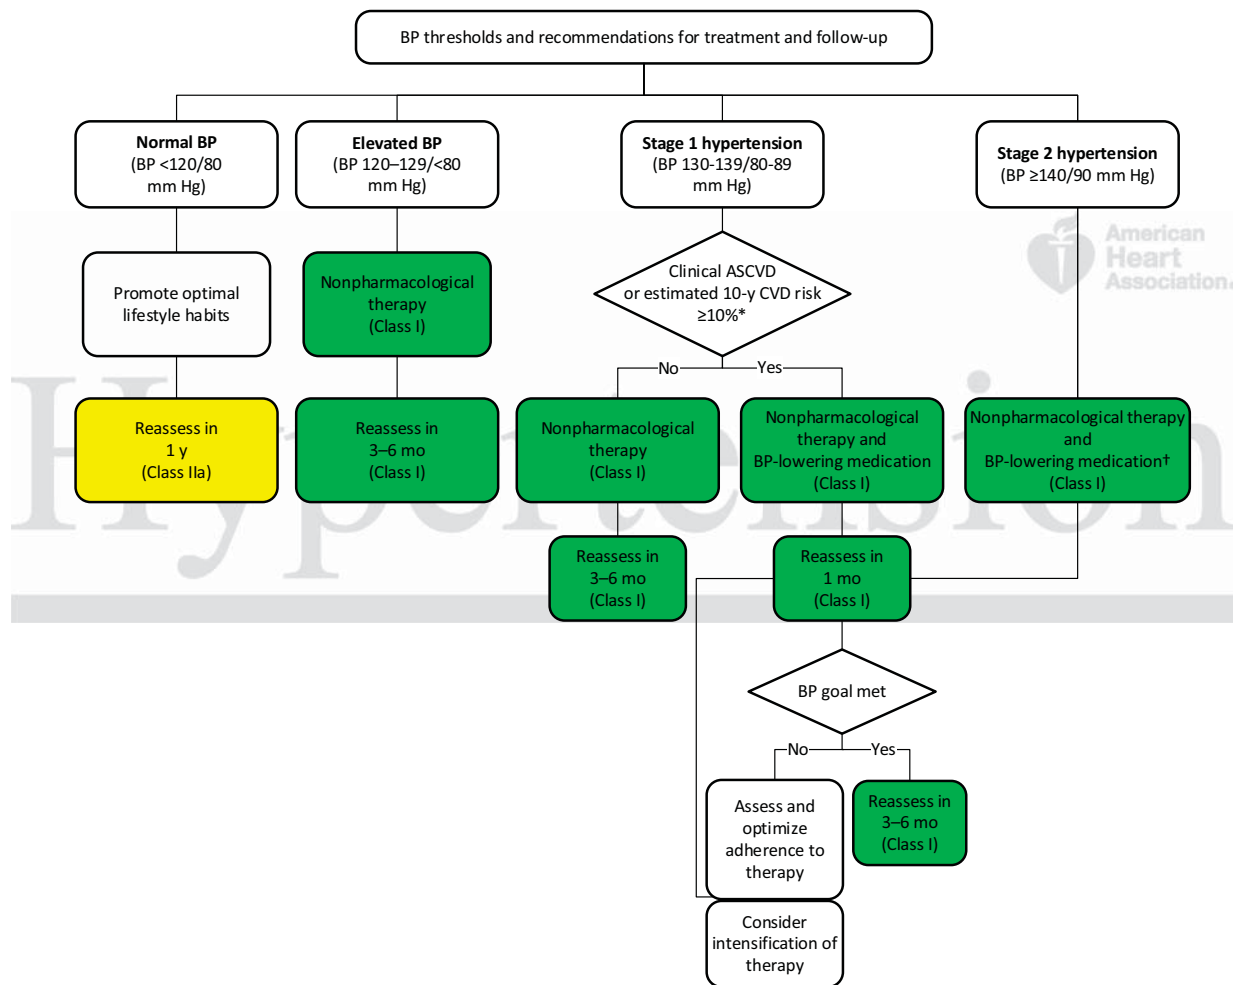 BP thresholds and recommendations for treatment and follow-up
Normal BP
(BP <120/80
mm Hg)
Elevated BP
(BP 120–129/<80
mm Hg)
Stage 1 hypertension
(BP 130-139/80-89
mm Hg)
Stage 2 hypertension
(BP ≥140/90 mm Hg)
American
Heart
Association®
Promote optimal
lifestyle habits
Nonpharmacological
therapy
(Class I)
Clinical ASCVD
or estimated 10-y CVD risk
≥10%*
No
Yes
Reassess in
1 y
(Class IIa)
Reassess in
3–6 mo
(Class I)
Nonpharmacological
therapy
(Class I)
Nonpharmacological
therapy and
BP-lowering medication
(Class I)
Nonpharmacological therapy
and
BP-lowering medication†
(Class I)
Hypertension
Reassess in
3–6 mo
(Class I)
Reassess in
1 mo
(Class I)
BP goal met
No
Yes
Assess and
optimize
adherence to
therapy
Reassess in
3–6 mo
(Class I)
Consider
intensification of
therapy